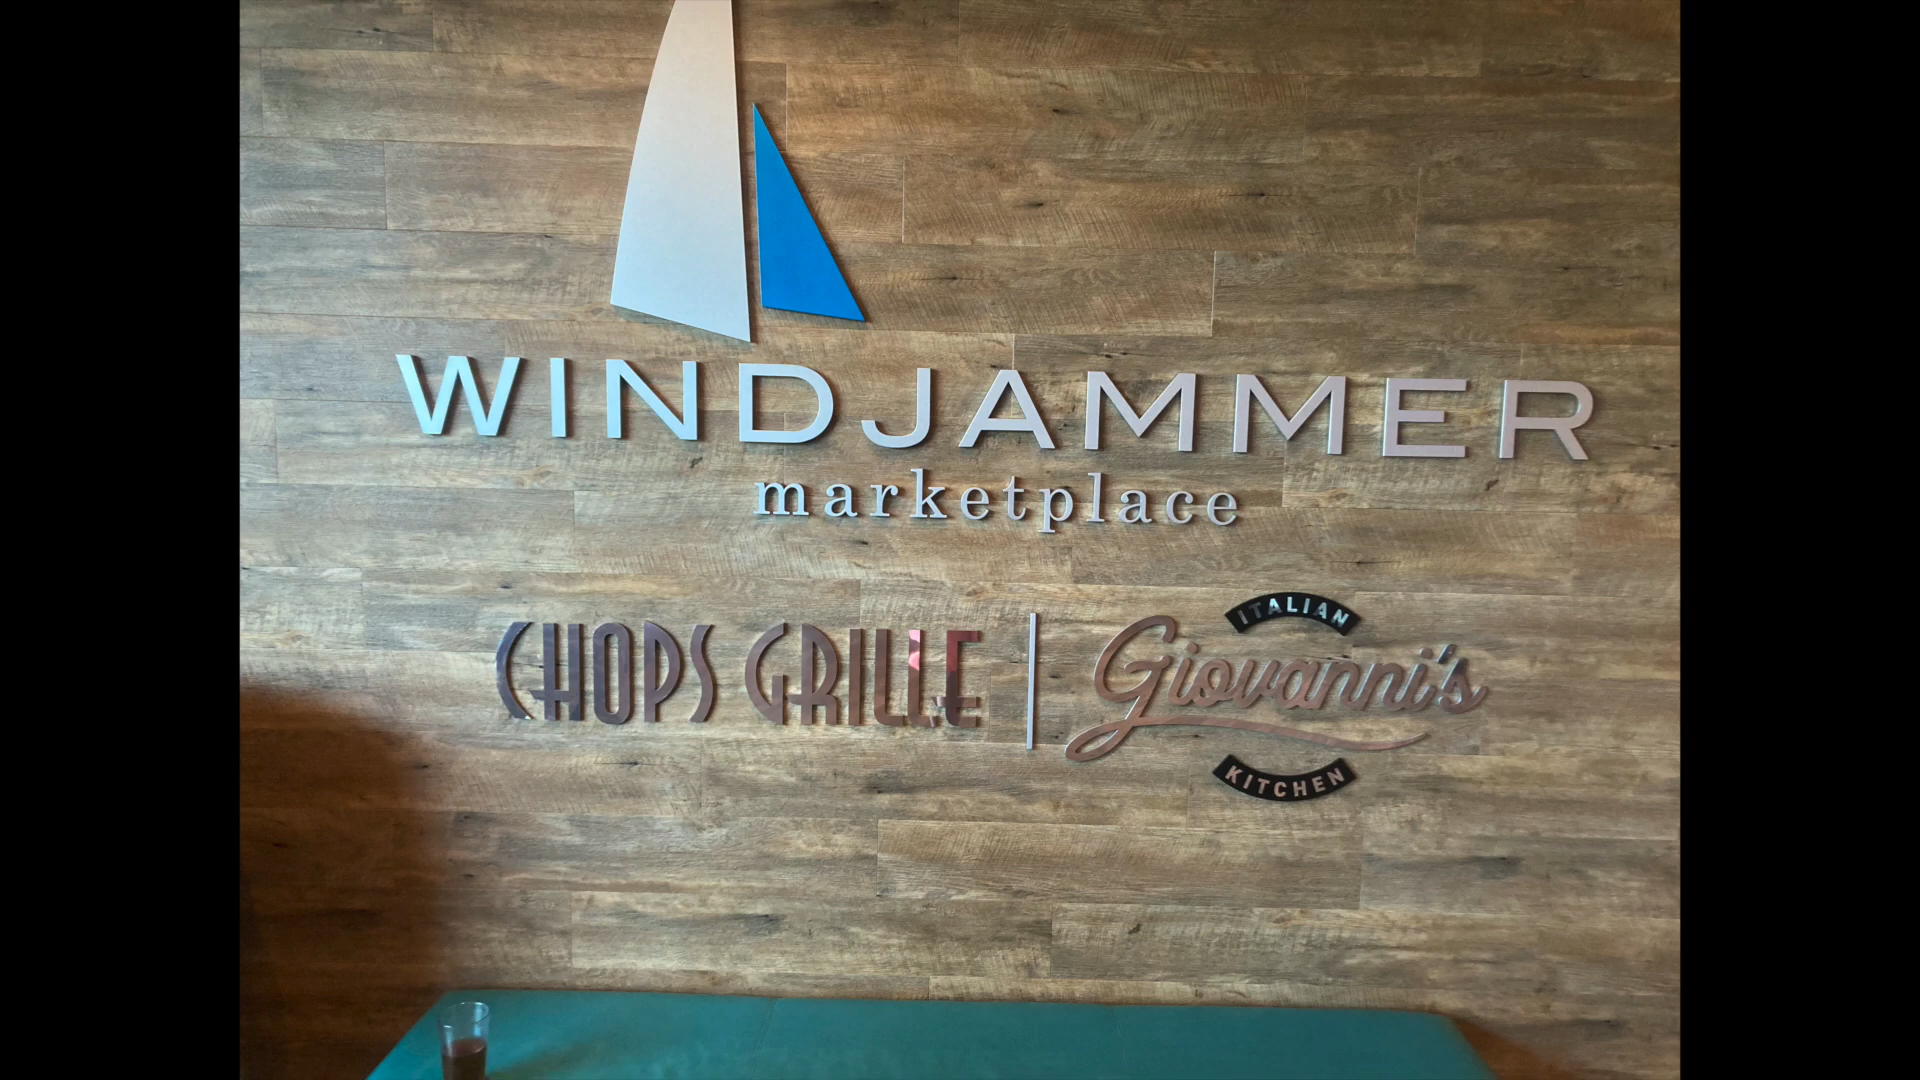 WINDJAMMER
marketplace
CHOPS GRILLE
ITALIAN
Giovanni's
KITCHEN